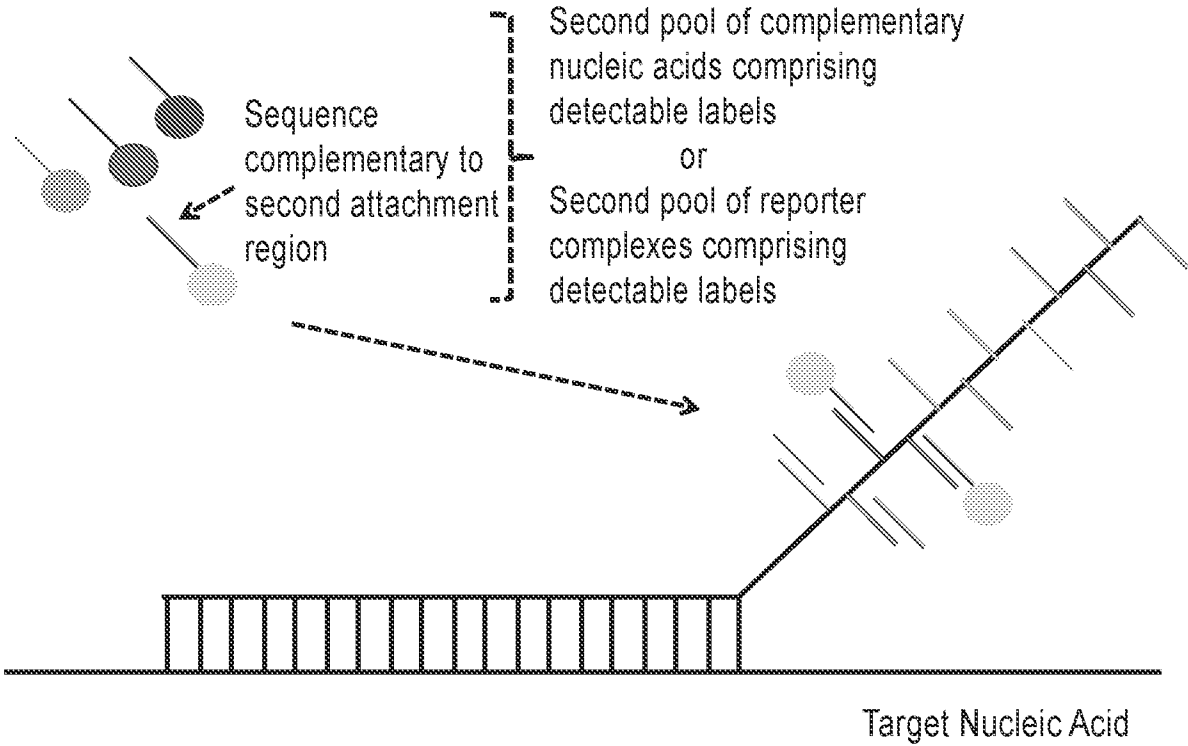 Sequence
complementary to
second attachment
region
Second pool of complementary
nucleic acids comprising
detectable labels
or
Second pool of reporter
complexes comprising
detectable labels
Target Nucleic Acid